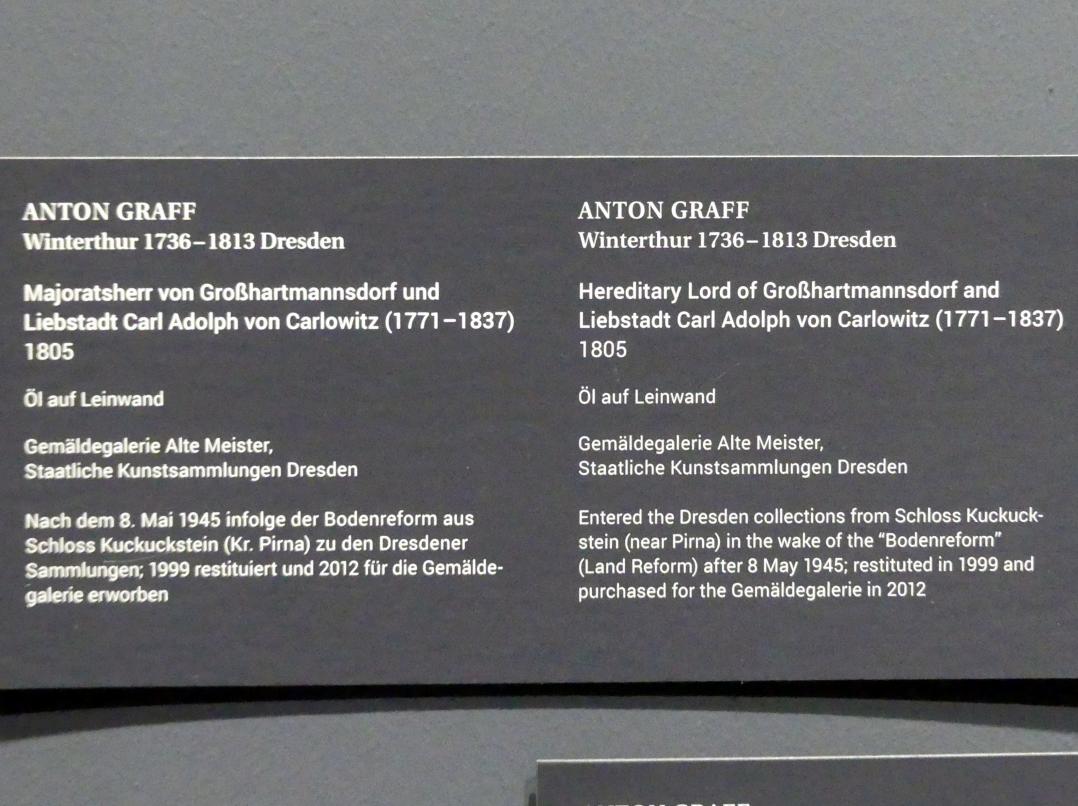 ANTON GRAFF
Winterthur 1736–1813 Dresden
Majoratsherr von Großhartmannsdorf und
Liebstadt Carl Adolph von Carlowitz (1771–1837)
1805
Öl auf Leinwand
Gemäldegalerie Alte Meister,
Staatliche Kunstsammlungen Dresden
Nach dem 8. Mai 1945 infolge der Bodenreform aus
Schloss Kuckuckstein (Kr. Pirna) zu den Dresdener
Sammlungen; 1999 restituiert und 2012 für die Gemälde-
galerie erworben
ANTON GRAFF
Winterthur 1736–1813 Dresden
Hereditary Lord of Großhartmannsdorf and
Liebstadt Carl Adolph von Carlowitz (1771–1837)
1805
Öl auf Leinwand
Gemäldegalerie Alte Meister,
Staatliche Kunstsammlungen Dresden
Entered the Dresden collections from Schloss Kuckuck-
stein (near Pirna) in the wake of the “Bodenreform”
(Land Reform) after 8 May 1945; restituted in 1999 and
purchased for the Gemäldegalerie in 2012